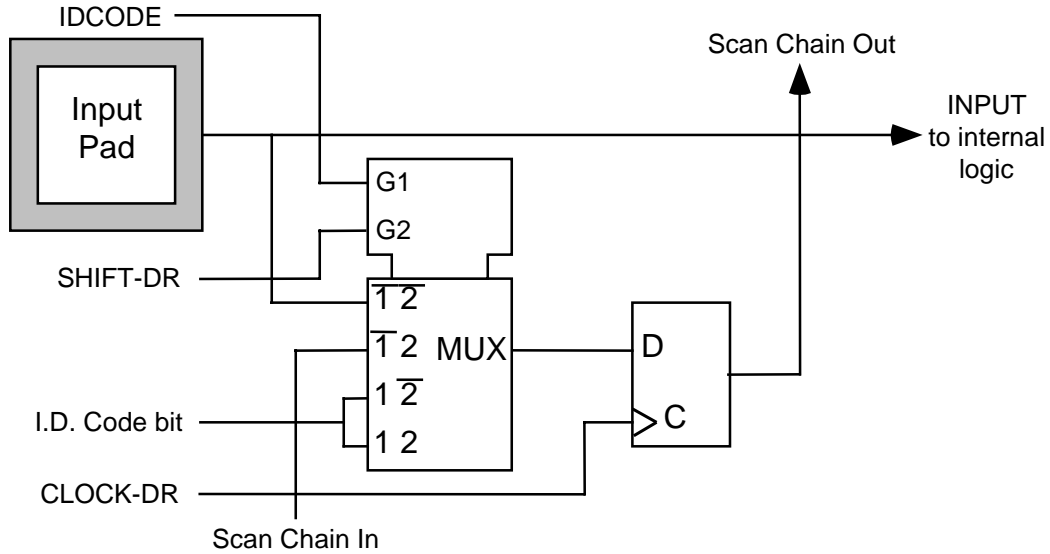 IDCODE
Scan Chain Out
Input
Pad
INPUT
to internal
logic
G1
G2
SHIFT-DR
1̅ 2̅
1̅ 2
MUX
D
1 2̅
I.D. Code bit
1 2
C
CLOCK-DR
Scan Chain In